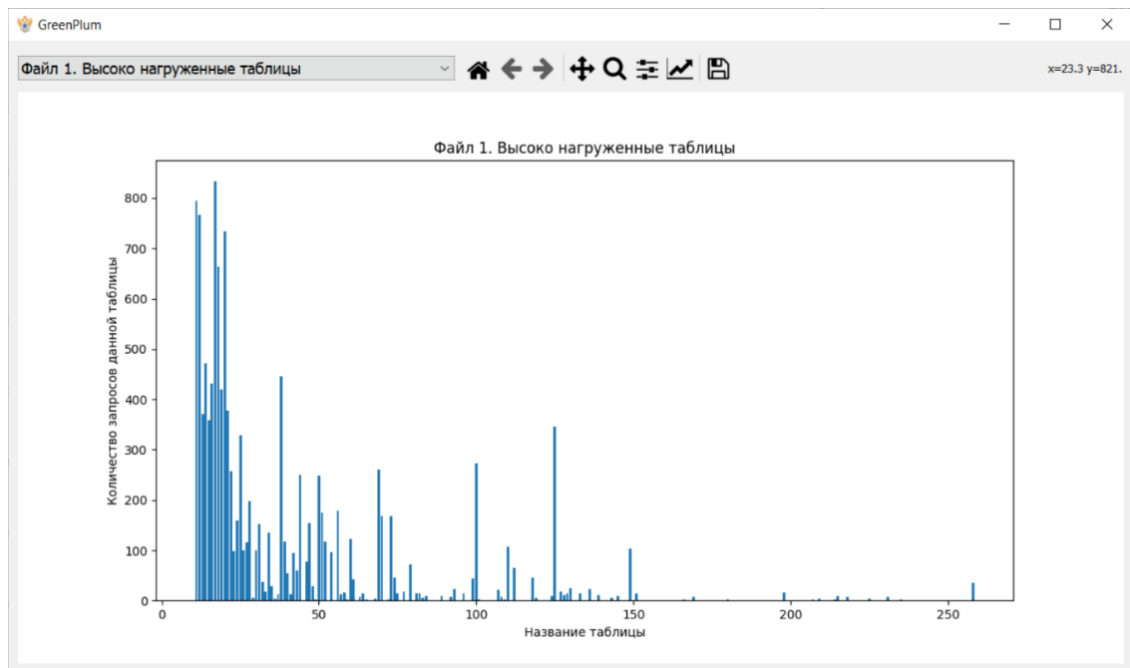 GreenPlum
Файл 1. Высоко нагруженные таблицы
x=23.3 y=821.
Файл 1. Высоко нагруженные таблицы
Количество запросов данной таблицы
800
700
600
500
400
300
200
100
0
0 50 100 150 200 250
Название таблицы